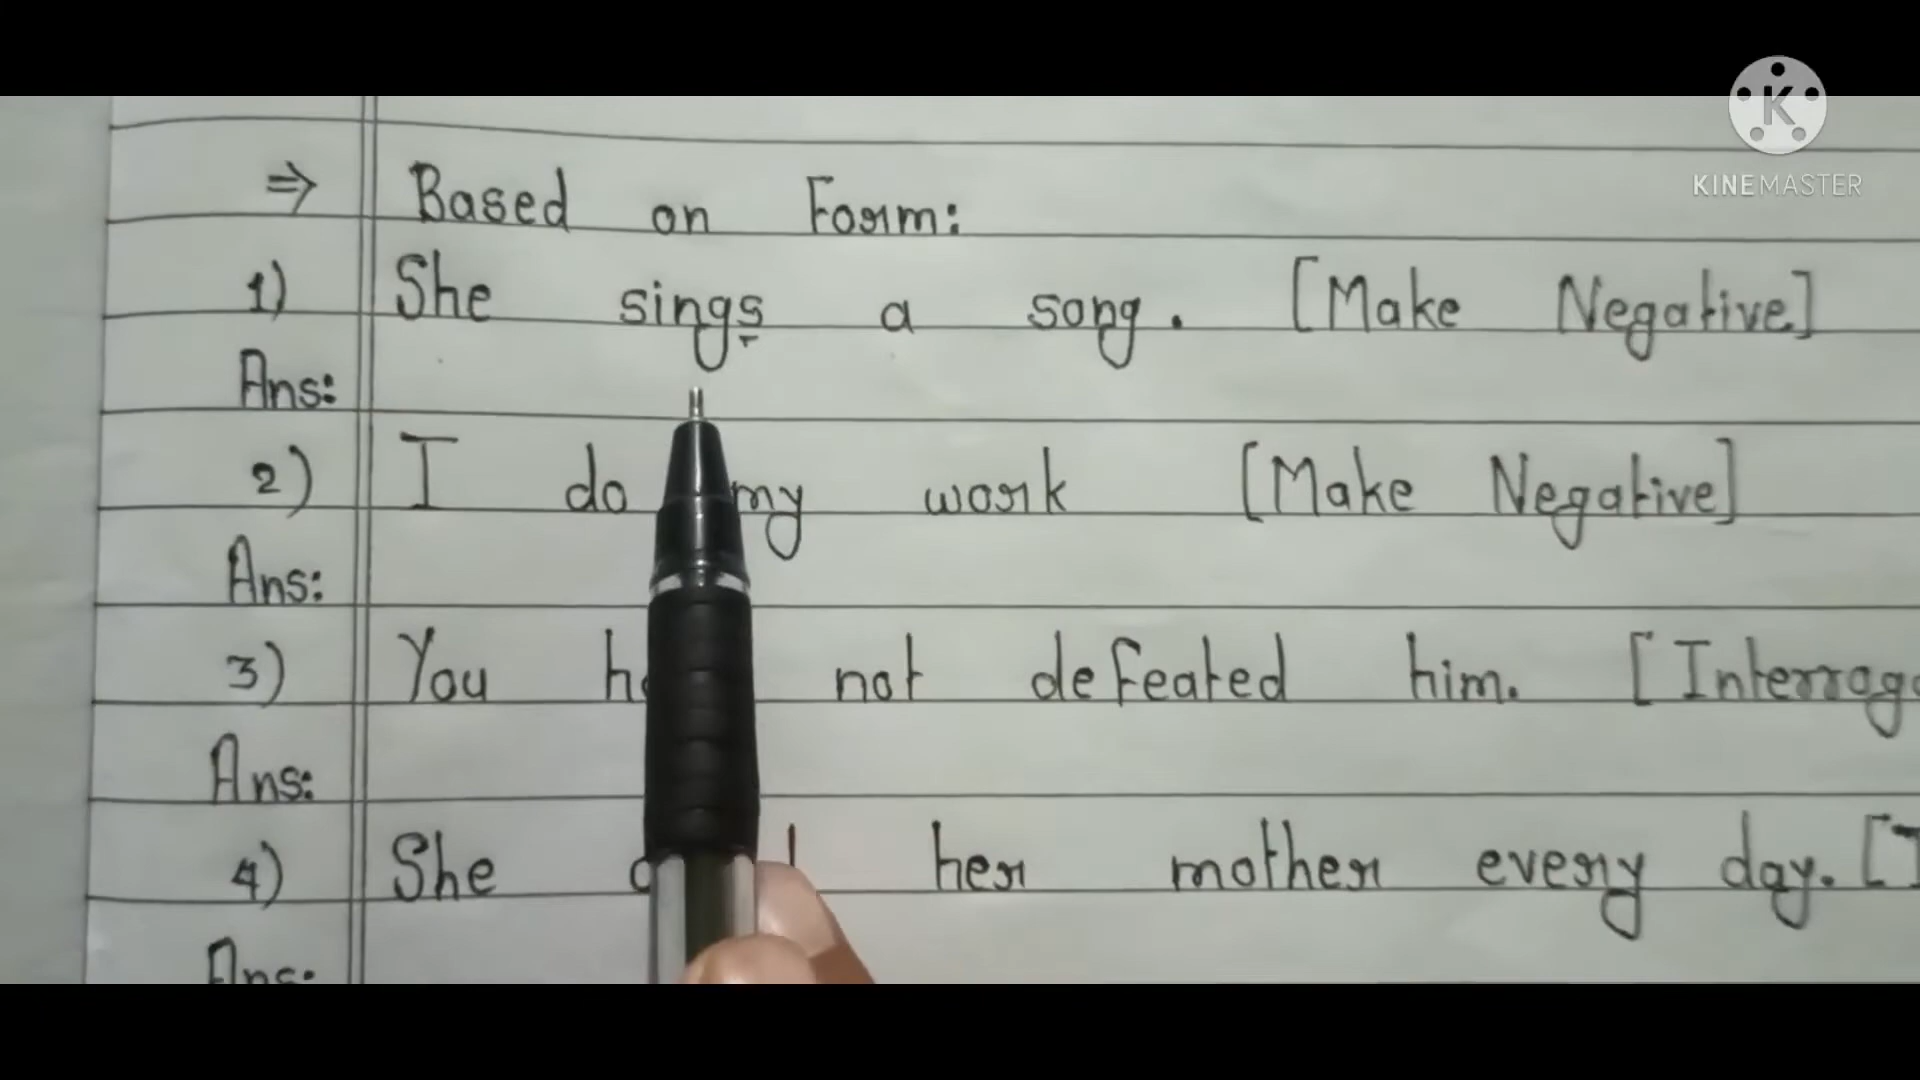 K
KINEMASTER
⇒ Based on Form:
1) She sings a song. [Make Negative]
Ans:
2) I do my work [Make Negative]
Ans:
3) You not defeated him.
Ans:
4) She her mother every day.
Ans: